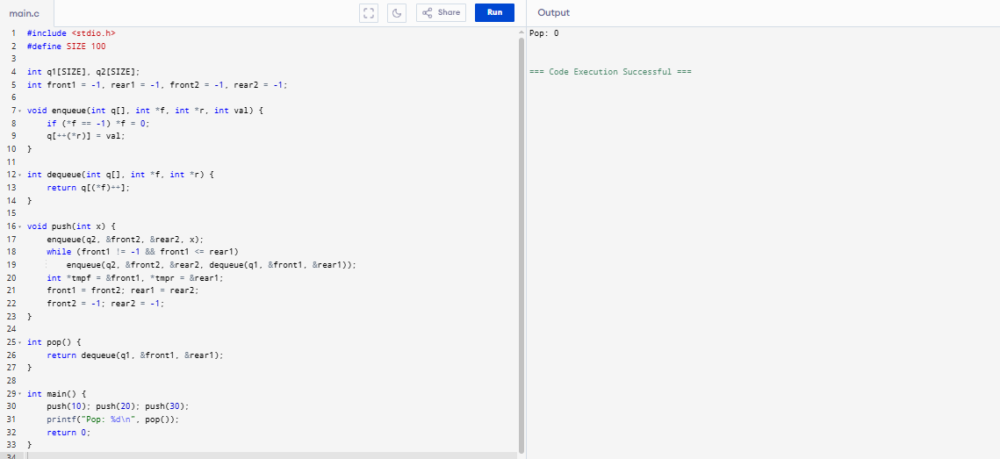 main.c
Share
Run
Output
1 #include <stdio.h>
2 #define SIZE 100
3
4 int q1[SIZE], q2[SIZE];
5 int front1 = -1, rear1 = -1, front2 = -1, rear2 = -1;
6
7 void enqueue(int q[], int *f, int *r, int val) {
8     if (*f == -1) *f = 0;
9     q[++(*r)] = val;
10 }
11
12 int dequeue(int q[], int *f, int *r) {
13     return q[(*f)++];
14 }
15
16 void push(int x) {
17     enqueue(q2, &front2, &rear2, x);
18     while (front1 != -1 && front1 <= rear1)
19         enqueue(q2, &front2, &rear2, dequeue(q1, &front1, &rear1));
20     int *tmpf = &front1, *tmpr = &rear1;
21     front1 = front2; rear1 = rear2;
22     front2 = -1; rear2 = -1;
23 }
24
25 int pop() {
26     return dequeue(q1, &front1, &rear1);
27 }
28
29 int main() {
30     push(10); push(20); push(30);
31     printf("Pop: %d\n", pop());
32     return 0;
33 }
34
Pop: 0
=== Code Execution Successful ===